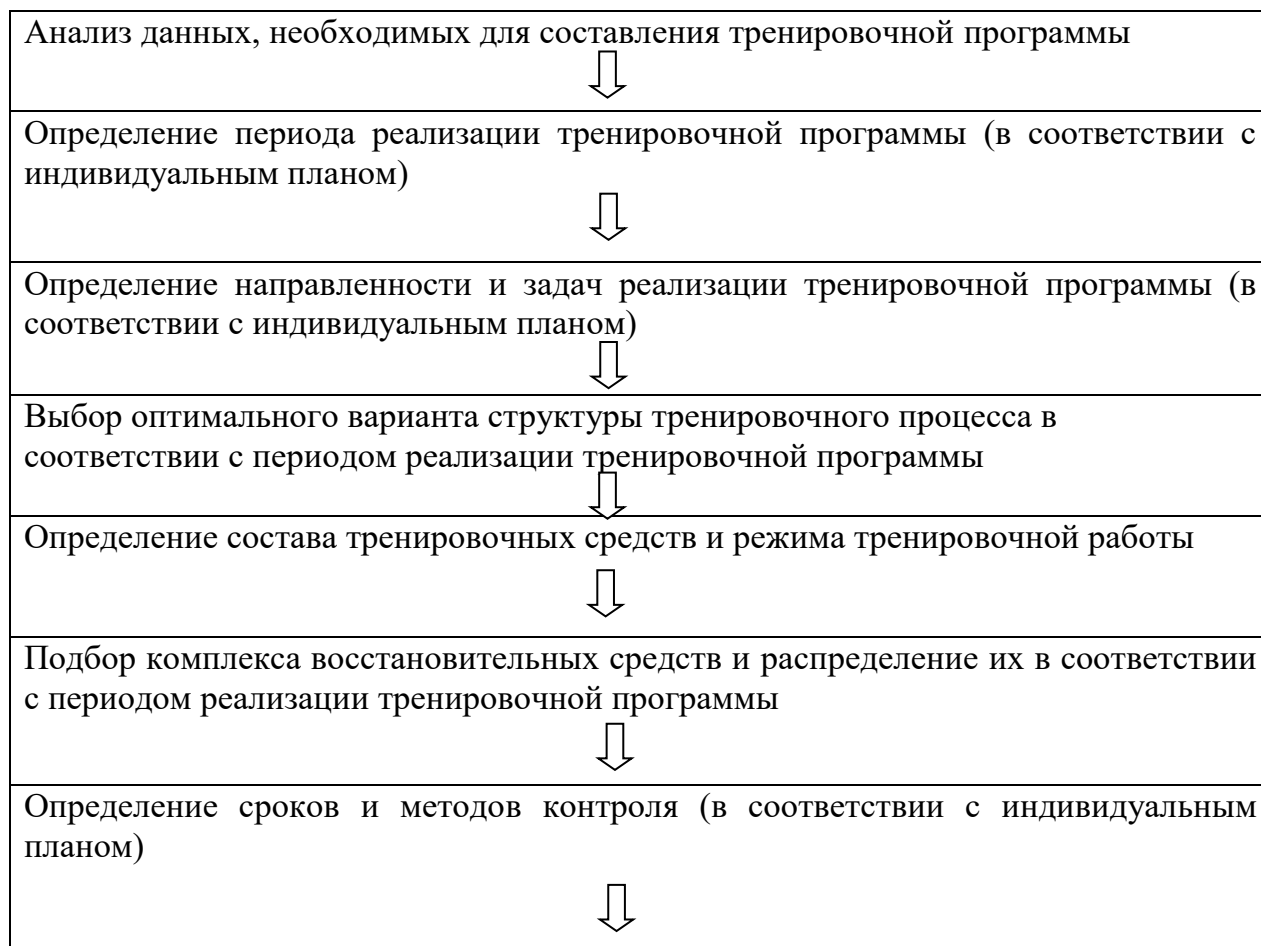 Анализ данных, необходимых для составления тренировочной программы
Определение периода реализации тренировочной программы (в соответствии с
индивидуальным планом)
Определение направленности и задач реализации тренировочной программы (в
соответствии с индивидуальным планом)
Выбор оптимального варианта структуры тренировочного процесса в
соответствии с периодом реализации тренировочной программы
Определение состава тренировочных средств и режима тренировочной работы
Подбор комплекса восстановительных средств и распределение их в соответствии
с периодом реализации тренировочной программы
Определение сроков и методов контроля (в соответствии с индивидуальным
планом)